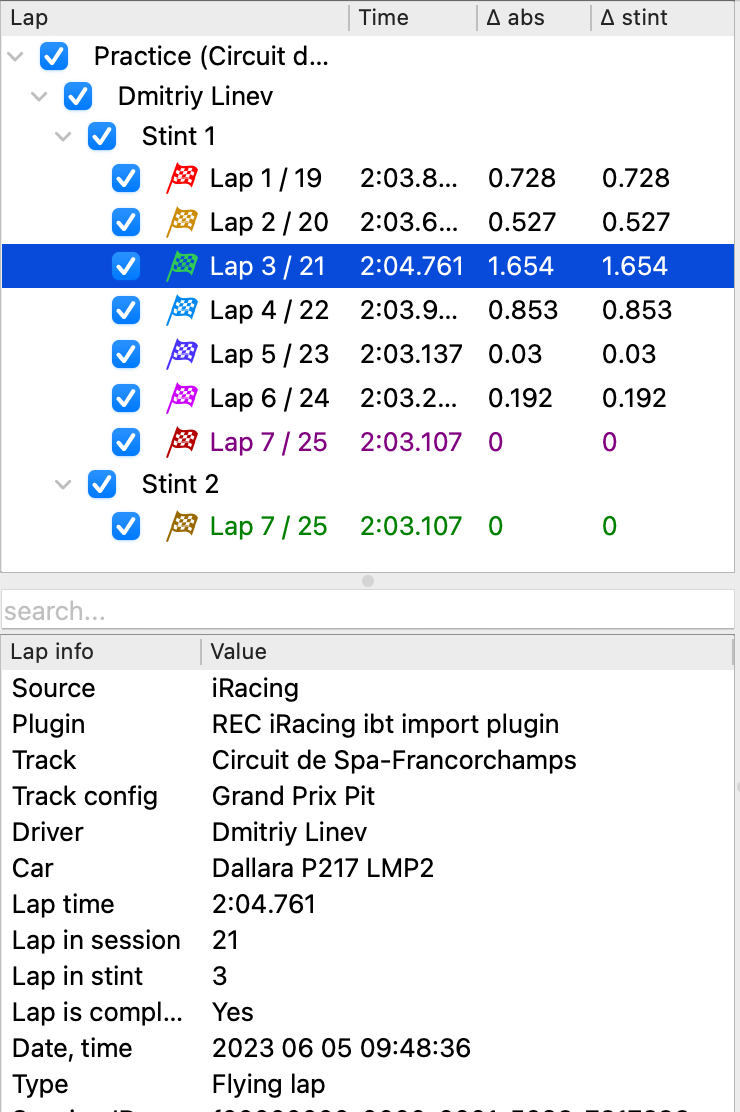 Lap Time Δ abs Δ stint
Practice (Circuit d...
Dmitriy Linev
Stint 1
Lap 1 / 19 2:03.8... 0.728 0.728
Lap 2 / 20 2:03.6... 0.527 0.527
Lap 3 / 21 2:04.761 1.654 1.654
Lap 4 / 22 2:03.9... 0.853 0.853
Lap 5 / 23 2:03.137 0.03 0.03
Lap 6 / 24 2:03.2... 0.192 0.192
Lap 7 / 25 2:03.107 0 0
Stint 2
Lap 7 / 25 2:03.107 0 0
search...
Lap info Value
Source iRacing
Plugin REC iRacing ibt import plugin
Track Circuit de Spa-Francorchamps
Track config Grand Prix Pit
Driver Dmitriy Linev
Car Dallara P217 LMP2
Lap time 2:04.761
Lap in session 21
Lap in stint 3
Lap is compl... Yes
Date, time 2023 06 05 09:48:36
Type Flying lap